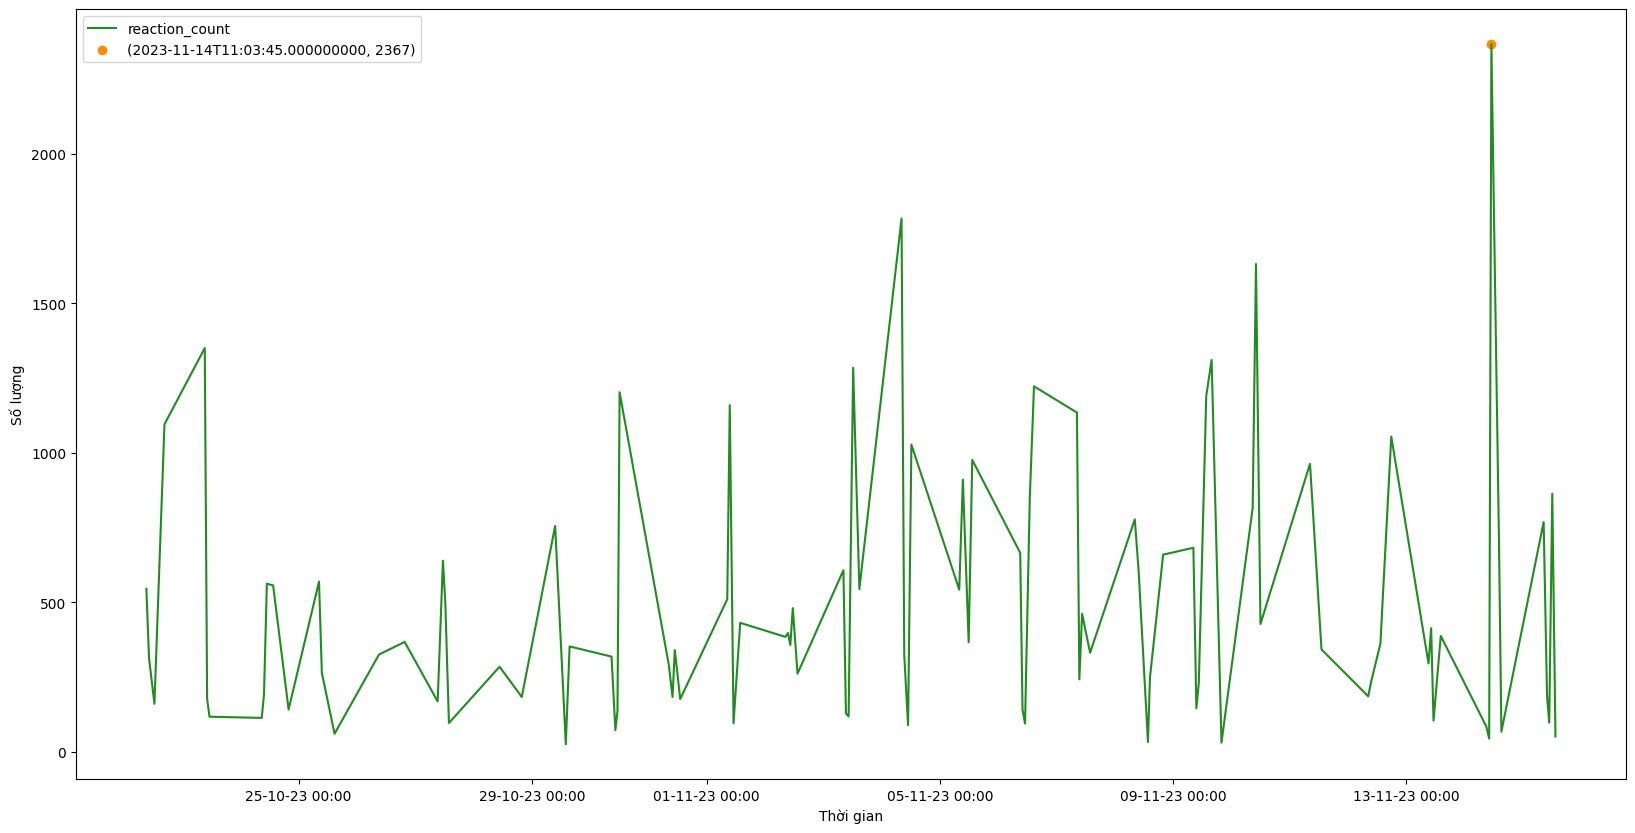 reaction_count
(2023-11-14T11:03:45.000000000, 2367)
2000
1500
1000
500
0
Số lượng
25-10-23 00:00 29-10-23 00:00 01-11-23 00:00 05-11-23 00:00 09-11-23 00:00 13-11-23 00:00
Thời gian